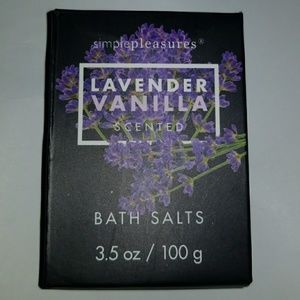 simplepleasures®
LAVENDER
VANILLA
SCENTED
BATH SALTS
3.5 oz / 100 g